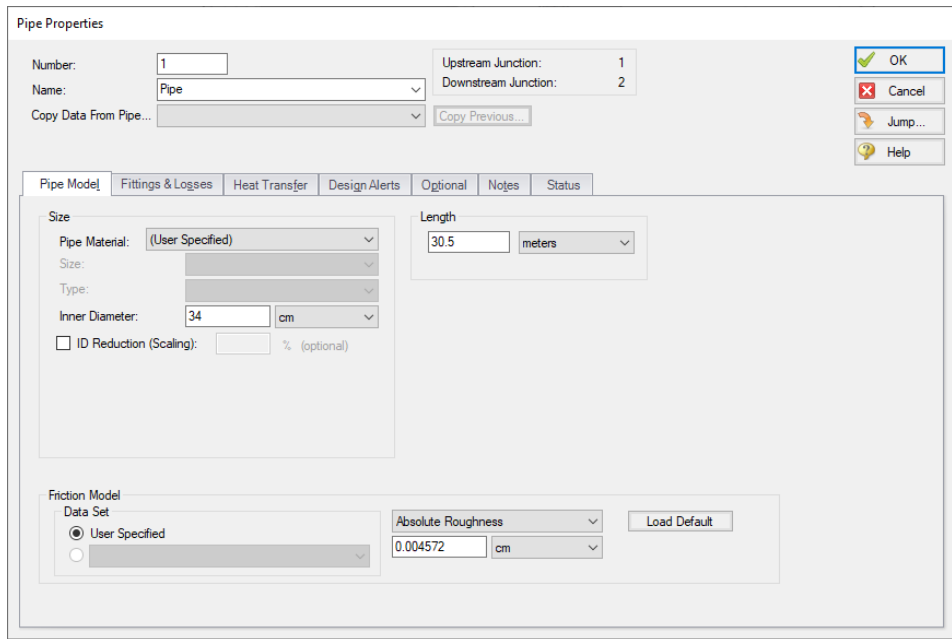 Pipe Properties
Number: 1
Name: Pipe
Copy Data From Pipe...
Copy Previous...
Upstream Junction: 1
Downstream Junction: 2
OK
Cancel
Jump...
Help
Pipe Model Fittings & Losses Heat Transfer Design Alerts Optional Notes Status
Size
Pipe Material: (User Specified)
Size:
Type:
Inner Diameter: 34 cm
ID Reduction (Scaling): % (optional)
Length
30.5 meters
Friction Model
Data Set
User Specified
Absolute Roughness
0.004572 cm
Load Default